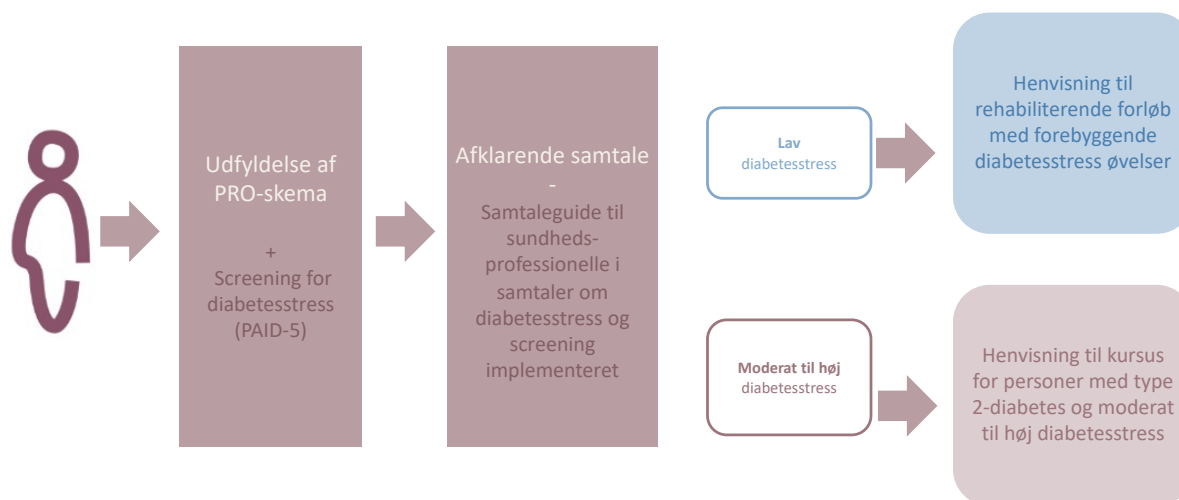 Udfyldelse af
PRO-skema
+
Screening for
diabetesstress
(PAID-5)
Afklarende samtale
-
Samtaleguide til
sundheds-
professionelle i
samtaler om
diabetesstress og
screening
implementeret
Lav
diabetesstress
Henvisning til
rehabiliterende forløb
med forebyggende
diabetesstress øvelser
Moderat til høj
diabetesstress
Henvisning til kursus
for personer med type
2-diabetes og moderat
til høj diabetesstress